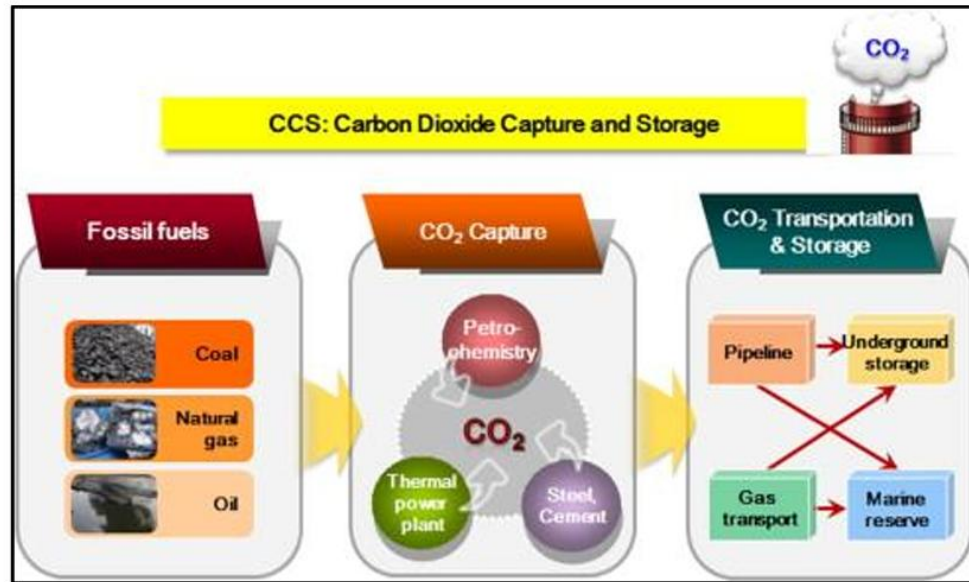 CO₂
CCS: Carbon Dioxide Capture and Storage
Fossil fuels
Coal
Natural
gas
Oil
CO₂ Capture
Petro-
chemistry
CO₂
Thermal
power
plant
Steel,
Cement
CO₂ Transportation
& Storage
Pipeline
Underground
storage
Gas
transport
Marine
reserve